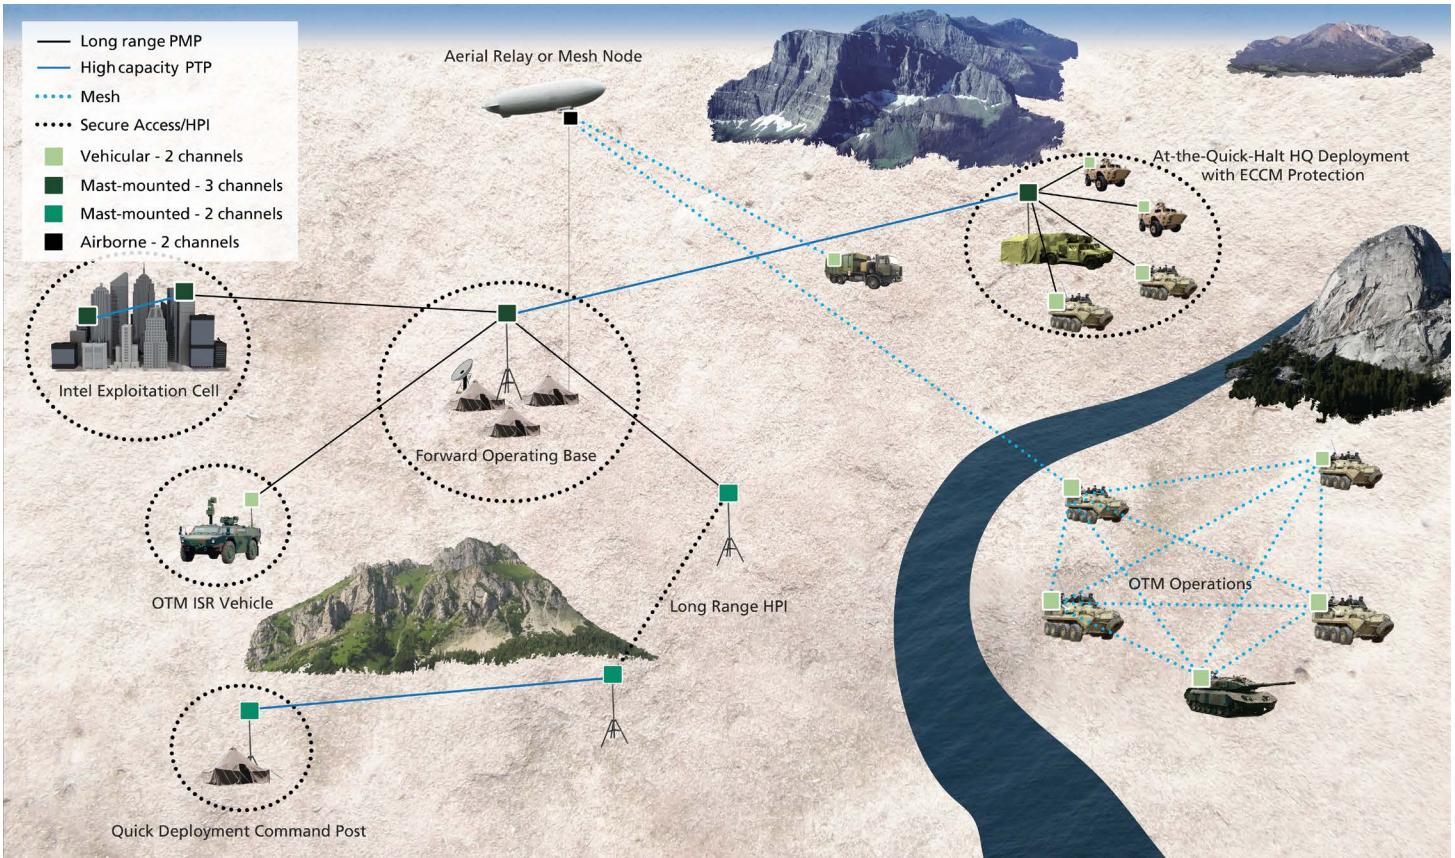 Long range PMP
High capacity PTP
Mesh
Secure Access/HPI
Vehicular - 2 channels
Mast-mounted - 3 channels
Mast-mounted - 2 channels
Airborne - 2 channels
Aerial Relay or Mesh Node
At-the-Quick-Halt HQ Deployment
with ECCM Protection
Intel Exploitation Cell
Forward Operating Base
OTM ISR Vehicle
Long Range HPI
OTM Operations
Quick Deployment Command Post